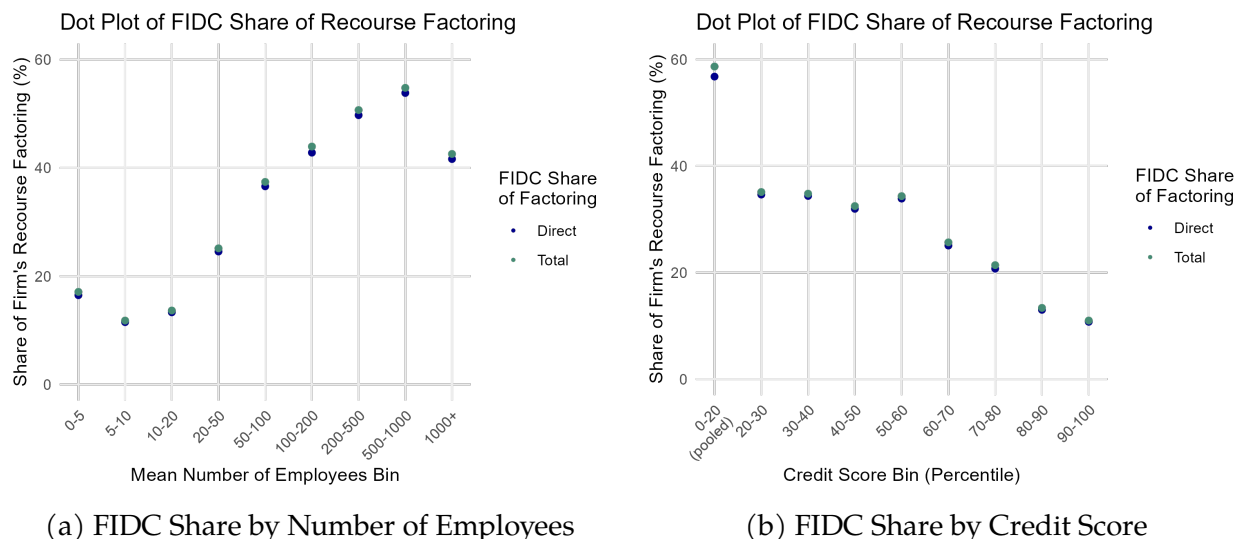 Dot Plot of FIDC Share of Recourse Factoring
Share of Firm's Recourse Factoring (%)
60
40
20
0
0-5
5-10
10-20
20-50
50-100
100-200
200-500
500-1000
1000+
Mean Number of Employees Bin
FIDC Share
of Factoring
Direct
Total
(a) FIDC Share by Number of Employees
Dot Plot of FIDC Share of Recourse Factoring
Share of Firm's Recourse Factoring (%)
60
40
20
0
0-20
(pooled)
20-30
30-40
40-50
50-60
60-70
70-80
80-90
90-100
Credit Score Bin (Percentile)
FIDC Share
of Factoring
Direct
Total
(b) FIDC Share by Credit Score